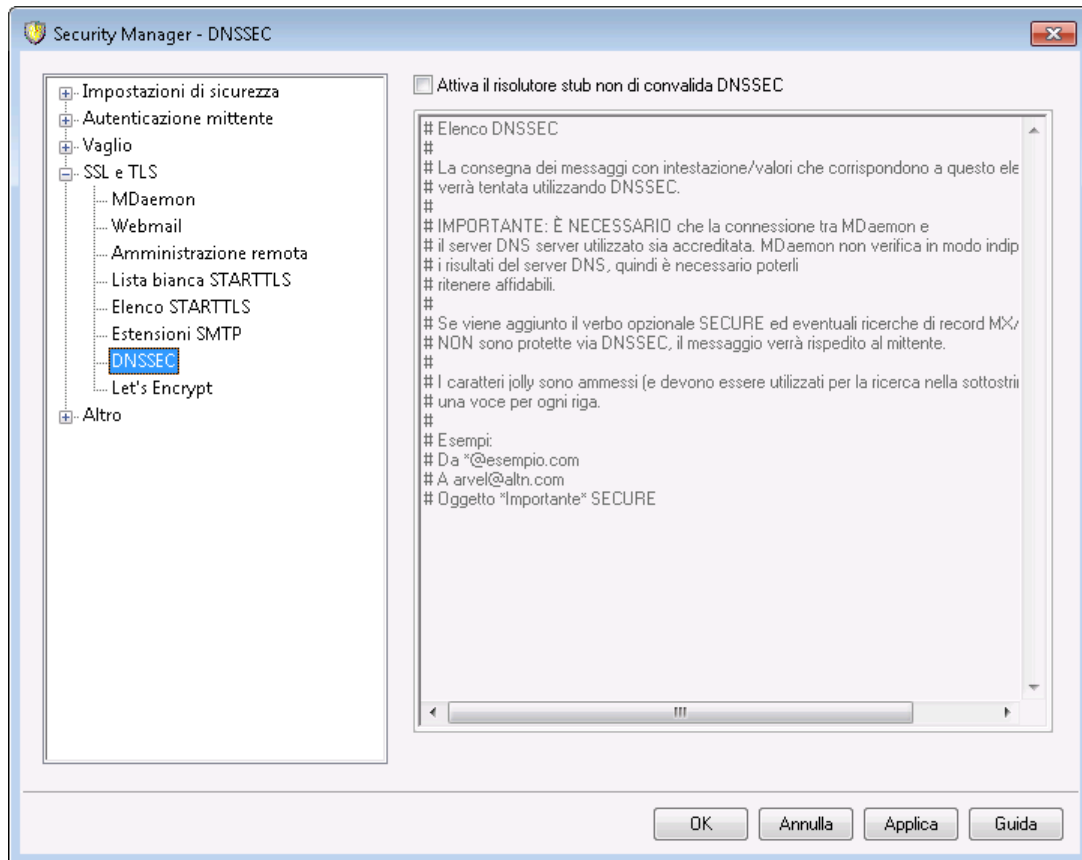 Security Manager - DNSSEC
Impostazioni di sicurezza
Autenticazione mittente
Vaglio
SSL e TLS
MDaemon
Webmail
Amministrazione remota
Lista bianca STARTTLS
Elenco STARTTLS
Estensioni SMTP
DNSSEC
Let's Encrypt
Altro
Attiva il risolutore stub non di convalida DNSSEC
# Elenco DNSSEC
#
# La consegna dei messaggi con intestazione/valori che corrispondono a questo ele
# verrà tentata utilizzando DNSSEC.
#
# IMPORTANTE: È NECESSARIO che la connessione tra MDaemon e
# il server DNS server utilizzato sia accreditata. MDaemon non verifica in modo indip
# i risultati del server DNS, quindi è necessario poterli
# ritenere affidabili.
#
# Se viene aggiunto il verbo opzionale SECURE ed eventuali ricerche di record MX/
# NON sono protette via DNSSEC, il messaggio verrà rispedito al mittente.
#
# I caratteri jolly sono ammessi (e devono essere utilizzati per la ricerca nella
# una voce per ogni riga.
#
# Esempi:
# Da *@esempio.com
# A arvel@altn.com
# Oggetto *Importante* SECURE
OK
Annulla
Applica
Guida